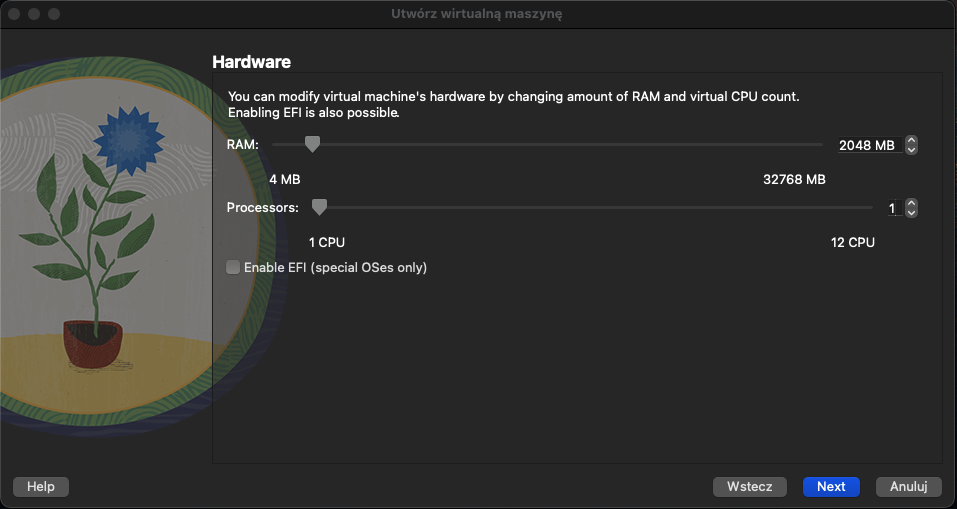 Utwórz wirtualną maszynę
Hardware
You can modify virtual machine's hardware by changing amount of RAM and virtual CPU count.
Enabling EFI is also possible.
RAM:
2048 MB
4 MB
32768 MB
Processors:
1
1 CPU
12 CPU
Enable EFI (special OSes only)
Help
Wstecz
Next
Anuluj